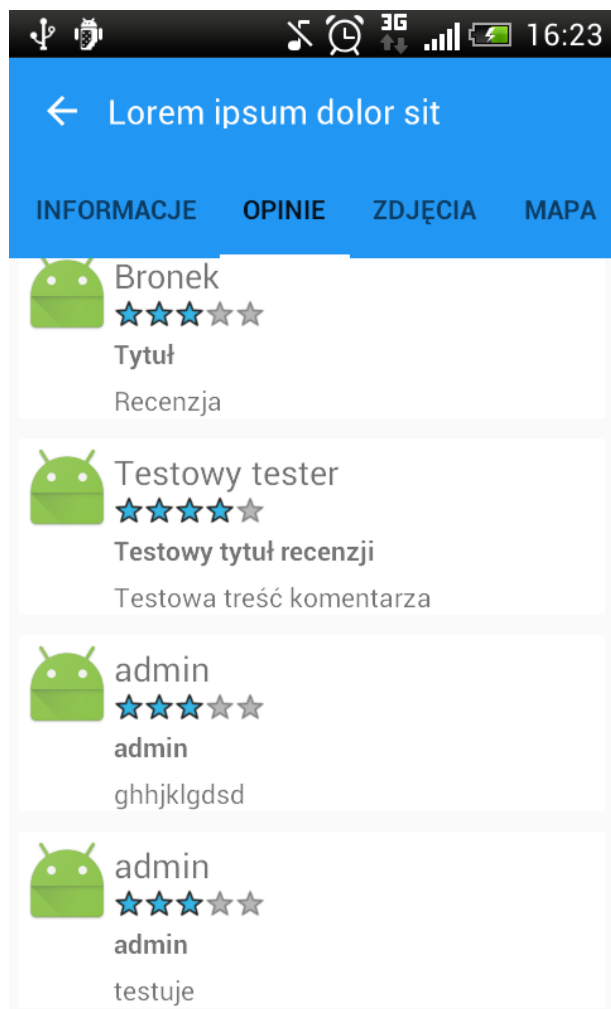 3G 16:23
Lorem ipsum dolor sit
INFORMACJE OPINIE ZDJĘCIA MAPA
Bronek
Tytuł
Recenzja
Testowy tester
Testowy tytuł recenzji
Testowa treść komentarza
admin
admin
ghhjklgdsd
admin
admin
testuje